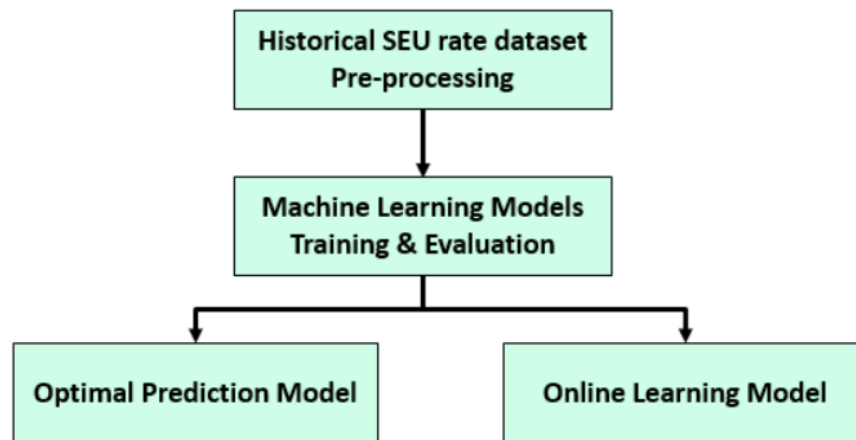 Historical SEU rate dataset
Pre-processing
Machine Learning Models
Training & Evaluation
Optimal Prediction Model
Online Learning Model